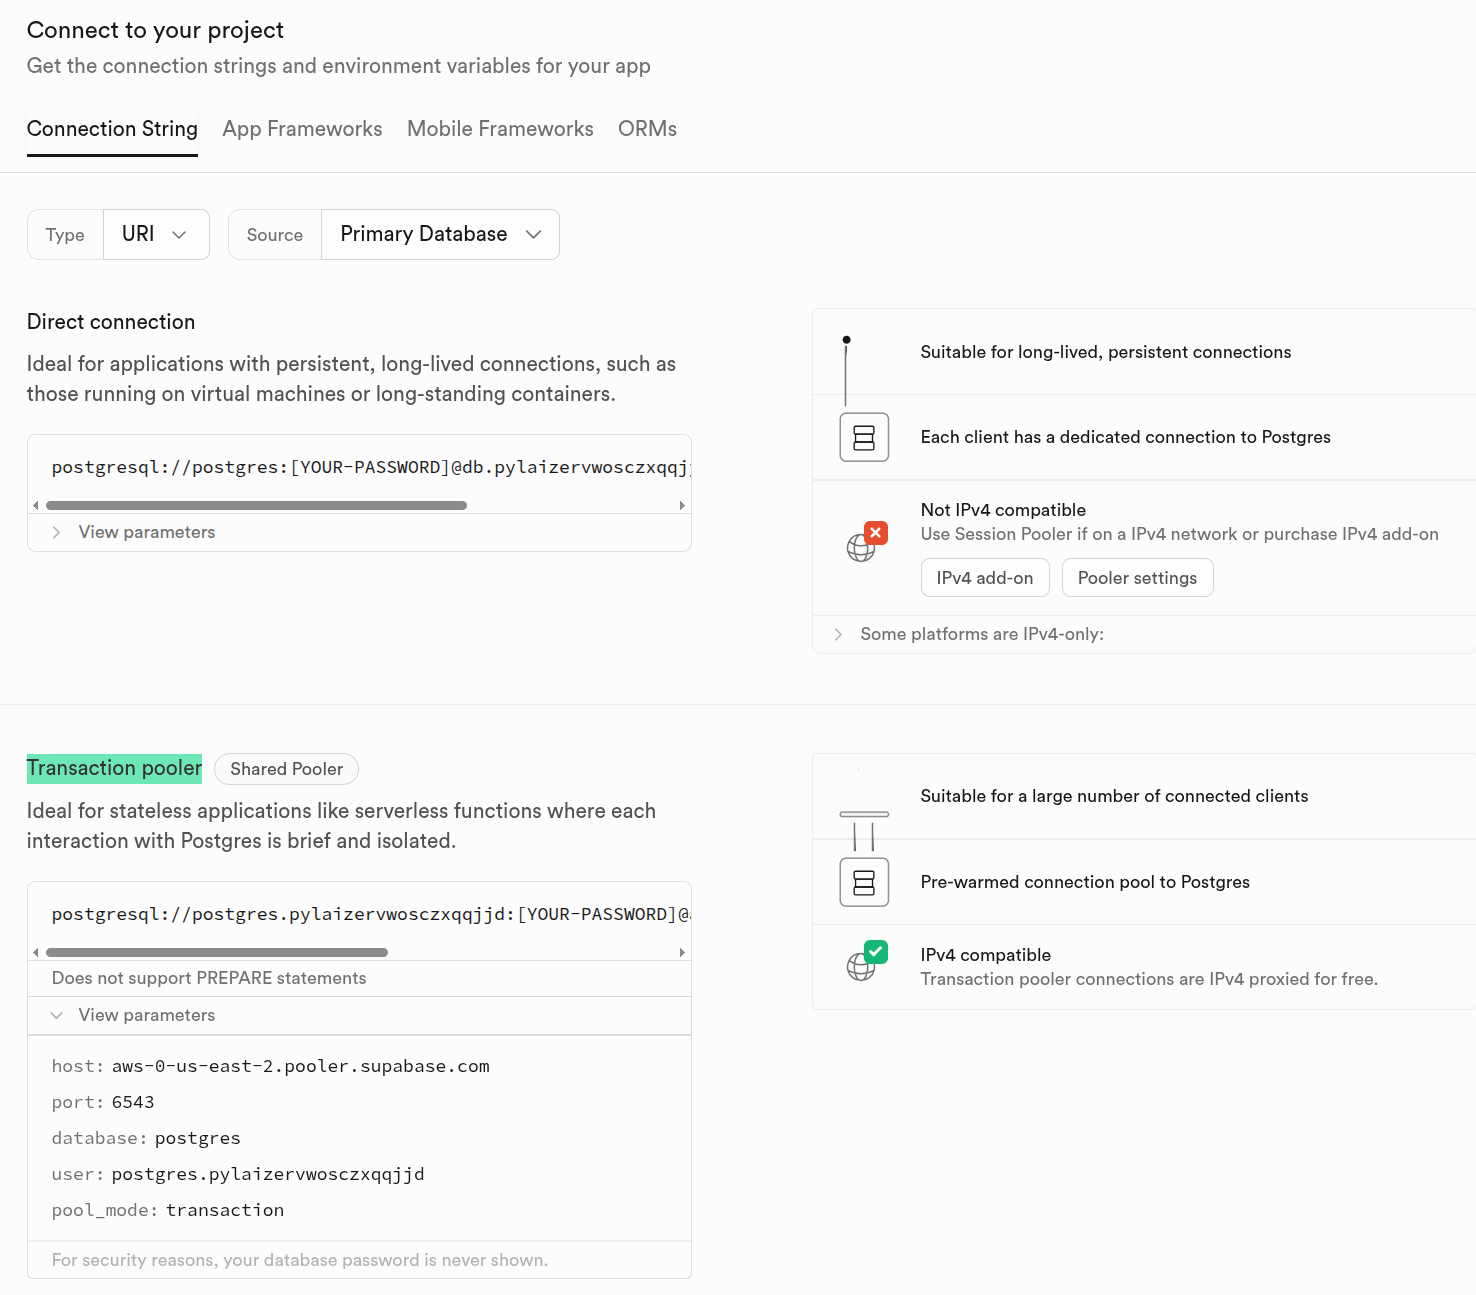 Connect to your project
Get the connection strings and environment variables for your app
Connection String App Frameworks Mobile Frameworks ORMs
Type URI Source Primary Database
Direct connection
Ideal for applications with persistent, long-lived connections, such as
those running on virtual machines or long-standing containers.
postgresql://postgres:[YOUR-PASSWORD]@db.pylaizervwosczxqqjj
View parameters
Suitable for long-lived, persistent connections
Each client has a dedicated connection to Postgres
Not IPv4 compatible
Use Session Pooler if on a IPv4 network or purchase IPv4 add-on
IPv4 add-on Pooler settings
Some platforms are IPv4-only:
Transaction pooler Shared Pooler
Ideal for stateless applications like serverless functions where each
interaction with Postgres is brief and isolated.
postgresql://postgres.pylaizervwosczxqqjjd:[YOUR-PASSWORD]@
Does not support PREPARE statements
View parameters
host: aws-0-us-east-2.pooler.supabase.com
port: 6543
database: postgres
user: postgres.pylaizervwosczxqqjjd
pool_mode: transaction
For security reasons, your database password is never shown.
Suitable for a large number of connected clients
Pre-warmed connection pool to Postgres
IPv4 compatible
Transaction pooler connections are IPv4 proxied for free.